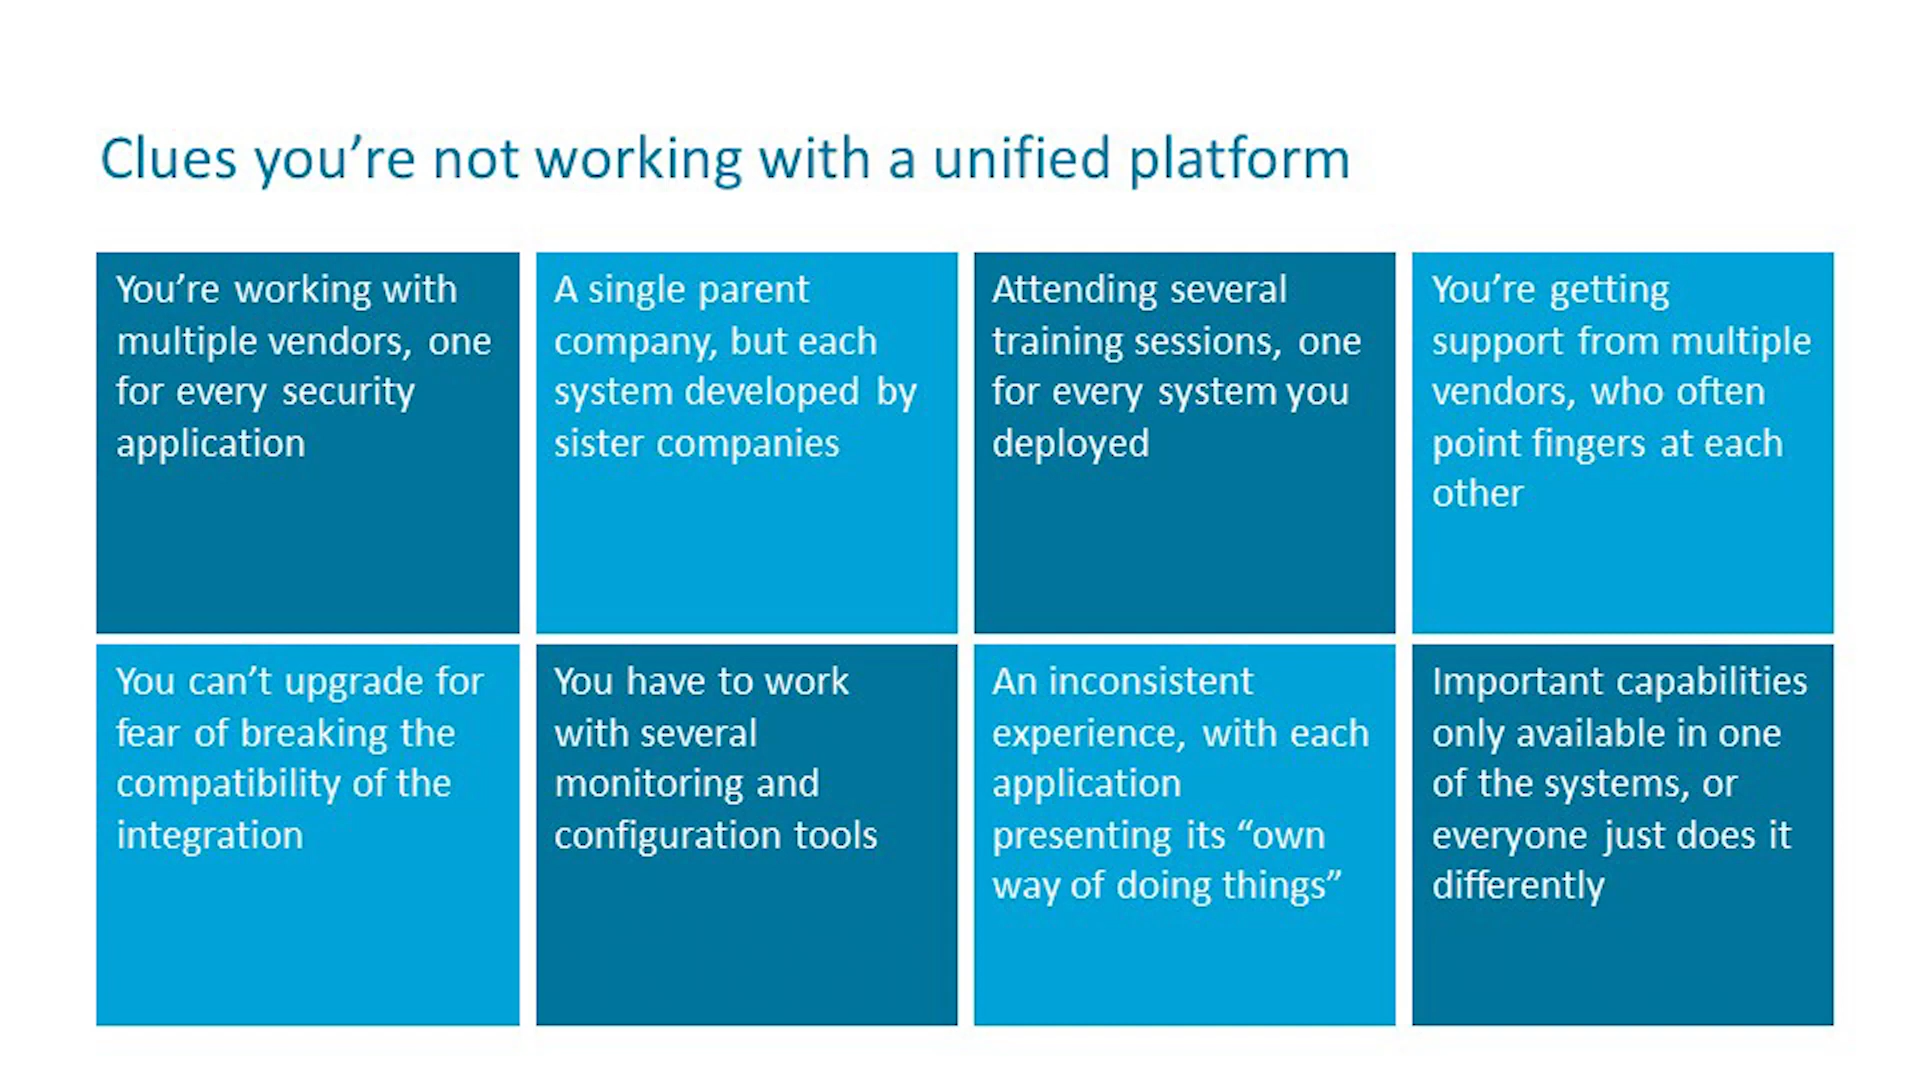 Clues you’re not working with a unified platform
You’re working with
multiple vendors, one
for every security
application
A single parent
company, but each
system developed by
sister companies
Attending several
training sessions, one
for every system you
deployed
You’re getting
support from multiple
vendors, who often
point fingers at each
other
You can’t upgrade for
fear of breaking the
compatibility of the
integration
You have to work
with several
monitoring and
configuration tools
An inconsistent
experience, with each
application
presenting its “own
way of doing things”
Important capabilities
only available in one
of the systems, or
everyone just does it
differently